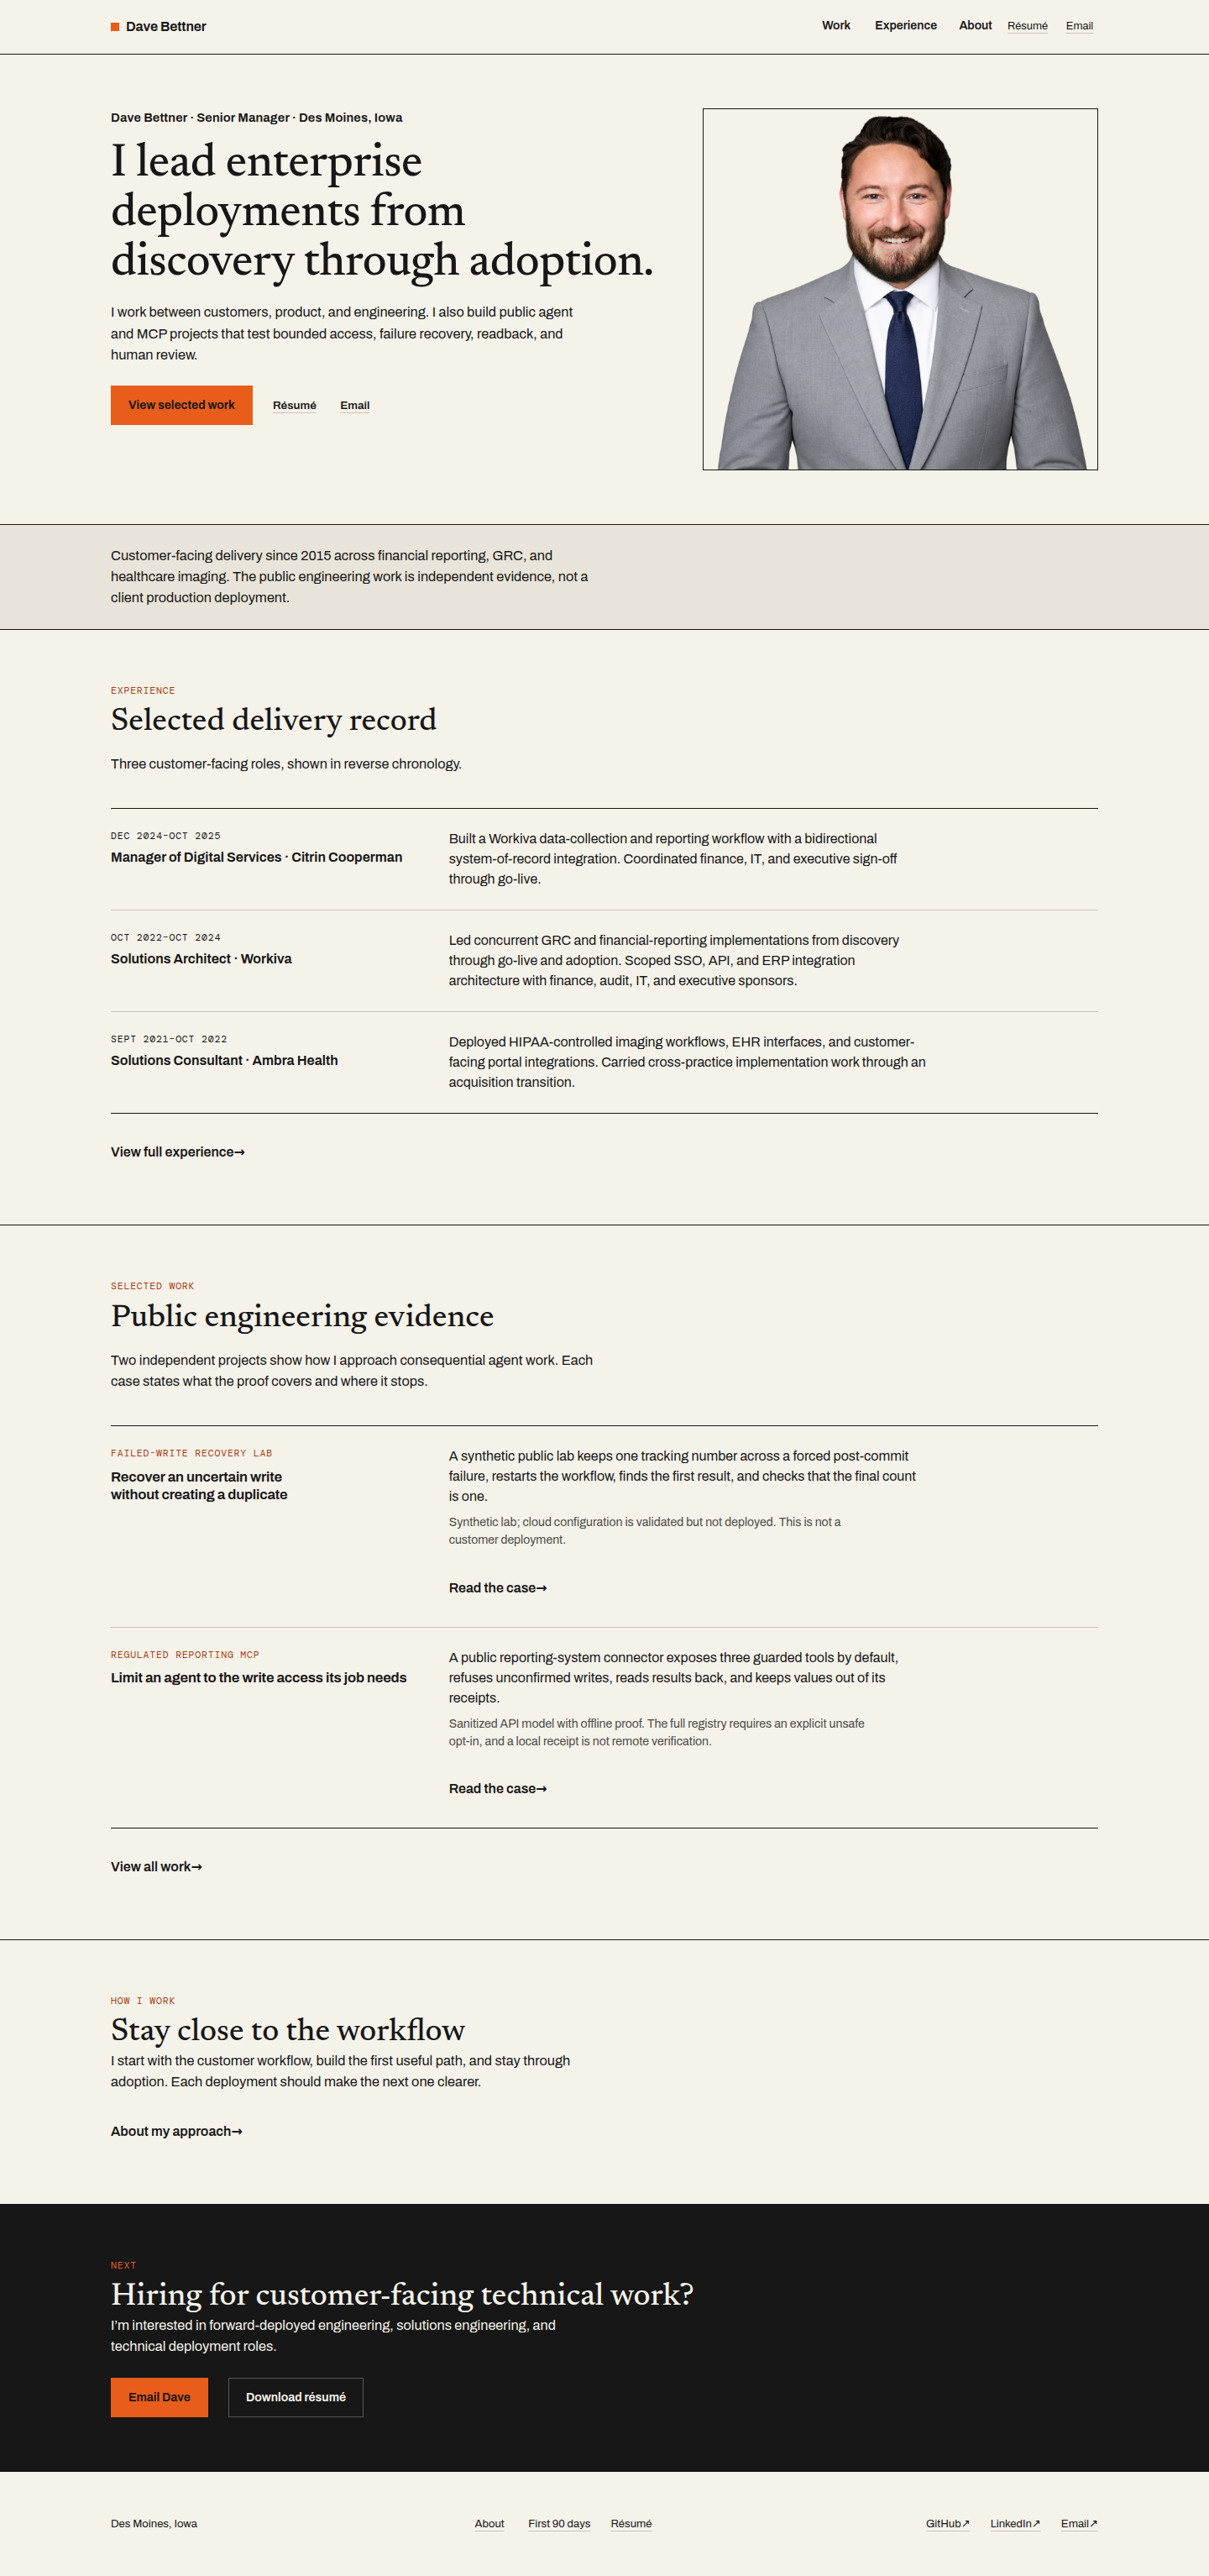 Dave Bettner
Work Experience About Résumé Email
Dave Bettner · Senior Manager · Des Moines, Iowa
I lead enterprise
deployments from
discovery through adoption.
I work between customers, product, and engineering. I also build public agent
and MCP projects that test bounded access, failure recovery, readback, and
human review.
View selected work Résumé Email
Customer-facing delivery since 2015 across financial reporting, GRC, and
healthcare imaging. The public engineering work is independent evidence, not a
client production deployment.
EXPERIENCE
Selected delivery record
Three customer-facing roles, shown in reverse chronology.
DEC 2024–OCT 2025
Manager of Digital Services · Citrin Cooperman
Built a Workiva data-collection and reporting workflow with a bidirectional
system-of-record integration. Coordinated finance, IT, and executive sign-off
through go-live.
OCT 2022–OCT 2024
Solutions Architect · Workiva
Led concurrent GRC and financial-reporting implementations from discovery
through go-live and adoption. Scoped SSO, API, and ERP integration
architecture with finance, audit, IT, and executive sponsors.
SEPT 2021–OCT 2022
Solutions Consultant · Ambra Health
Deployed HIPAA-controlled imaging workflows, EHR interfaces, and customer-
facing portal integrations. Carried cross-practice implementation work through an
acquisition transition.
View full experience→
SELECTED WORK
Public engineering evidence
Two independent projects show how I approach consequential agent work. Each
case states what the proof covers and where it stops.
FAILED-WRITE RECOVERY LAB
Recover an uncertain write
without creating a duplicate
A synthetic public lab keeps one tracking number across a forced post-commit
failure, restarts the workflow, finds the first result, and checks that the final count
is one.
Synthetic lab; cloud configuration is validated but not deployed. This is not a
customer deployment.
Read the case→
REGULATED REPORTING MCP
Limit an agent to the write access its job needs
A public reporting-system connector exposes three guarded tools by default,
refuses unconfirmed writes, reads results back, and keeps values out of its
receipts.
Sanitized API model with offline proof. The full registry requires an explicit unsafe
opt-in, and a local receipt is not remote verification.
Read the case→
View all work→
HOW I WORK
Stay close to the workflow
I start with the customer workflow, build the first useful path, and stay through
adoption. Each deployment should make the next one clearer.
About my approach→
NEXT
Hiring for customer-facing technical work?
I'm interested in forward-deployed engineering, solutions engineering, and
technical deployment roles.
Email Dave Download résumé
Des Moines, Iowa About First 90 days Résumé GitHub↗ LinkedIn↗ Email↗